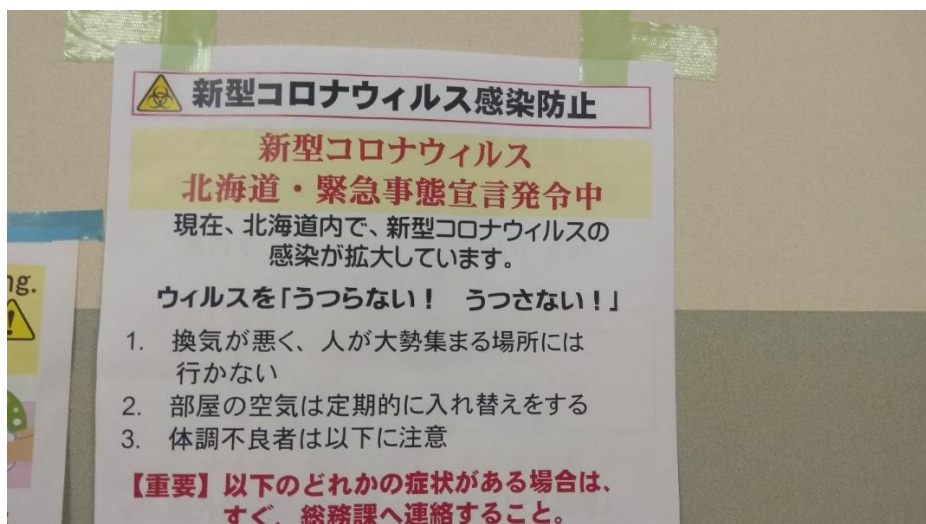 新型コロナウィルス感染防止
新型コロナウィルス
北海道・緊急事態宣言発令中
現在、北海道内で、新型コロナウィルスの
感染が拡大しています。
ウィルスを「うつらない！　うつさない！」
1.　換気が悪く、人が大勢集まる場所には
行かない
2.　部屋の空気は定期的に入れ替えをする
3.　体調不良者は以下に注意
【重要】以下のどれかの症状がある場合は、
すぐ、総務課へ連絡すること。
ng.